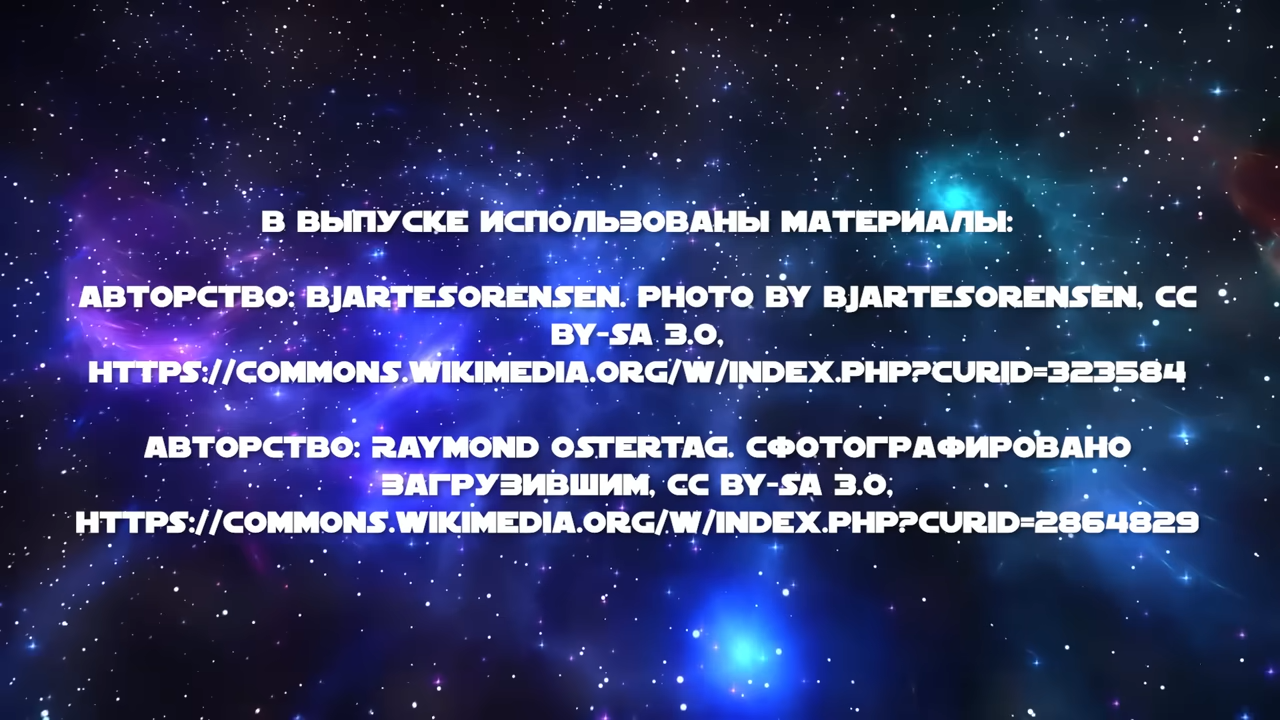 В ВЫПУСКЕ ИСПОЛЬЗОВАНЫ МАТЕРИАЛЫ:
АВТОРСТВО: BJARTESORENSEN. PHOTO BY BJARTESORENSEN, CC
BY-SA 3.0,
HTTPS://COMMONS.WIKIMEDIA.ORG/W/INDEX.PHP?CURID=323584
АВТОРСТВО: RAYMOND OSTERTAG. СФОТОГРАФИРОВАНО
ЗАГРУЗИВШИМ, CC BY-SA 3.0,
HTTPS://COMMONS.WIKIMEDIA.ORG/W/INDEX.PHP?CURID=2864829